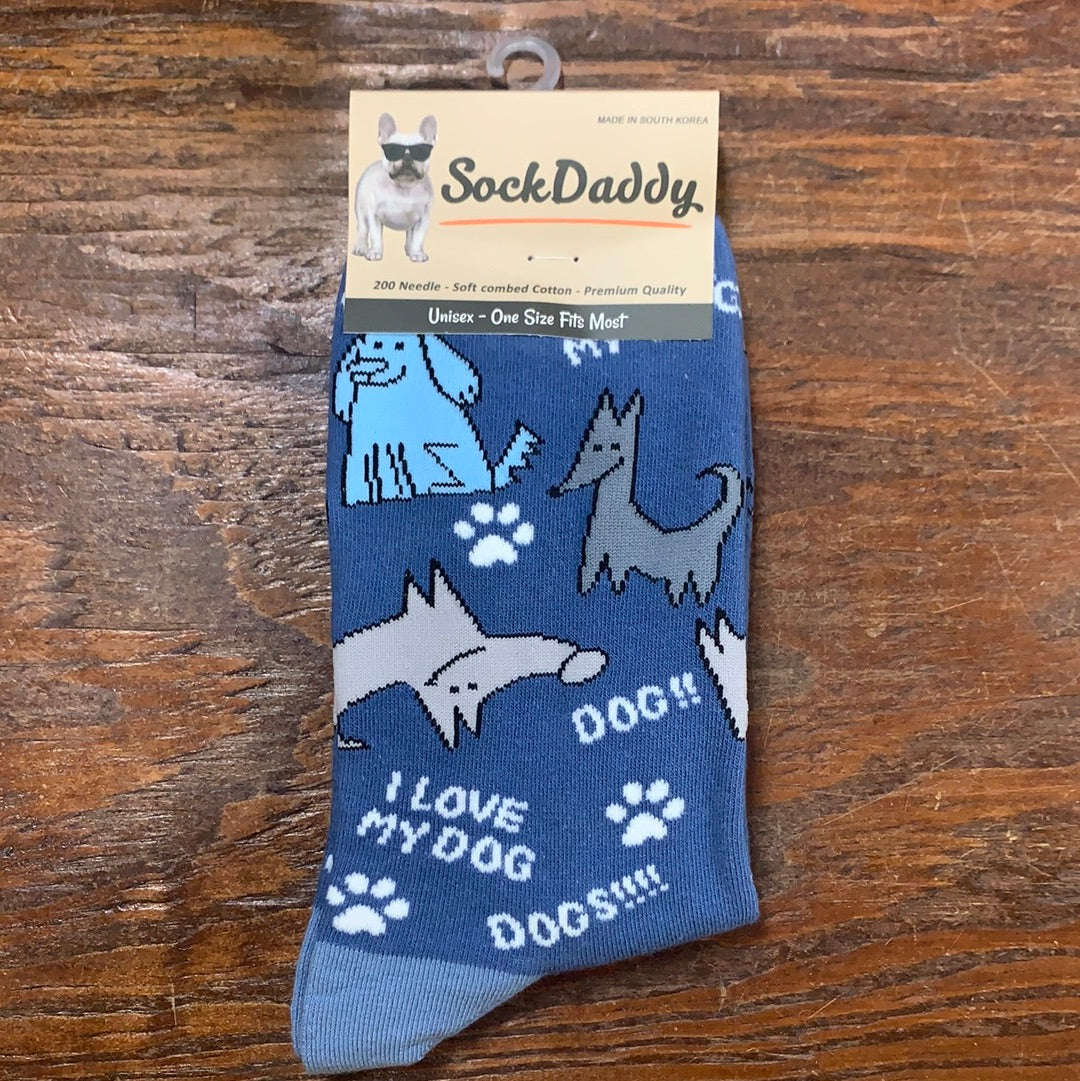 MADE IN SOUTH KOREA
SockDaddy
200 Needle - Soft combed Cotton - Premium Quality
Unisex - One Size Fits Most
MY
DOG!!
I LOVE
MY DOG
DOGS!!!!!